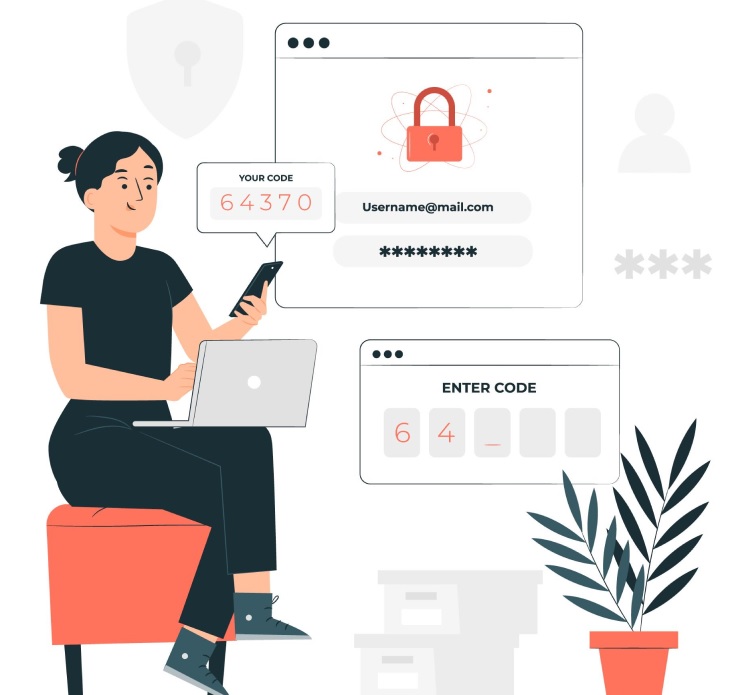 YOUR CODE
64370
Username@mail.com
********
***
ENTER CODE
6 4 _